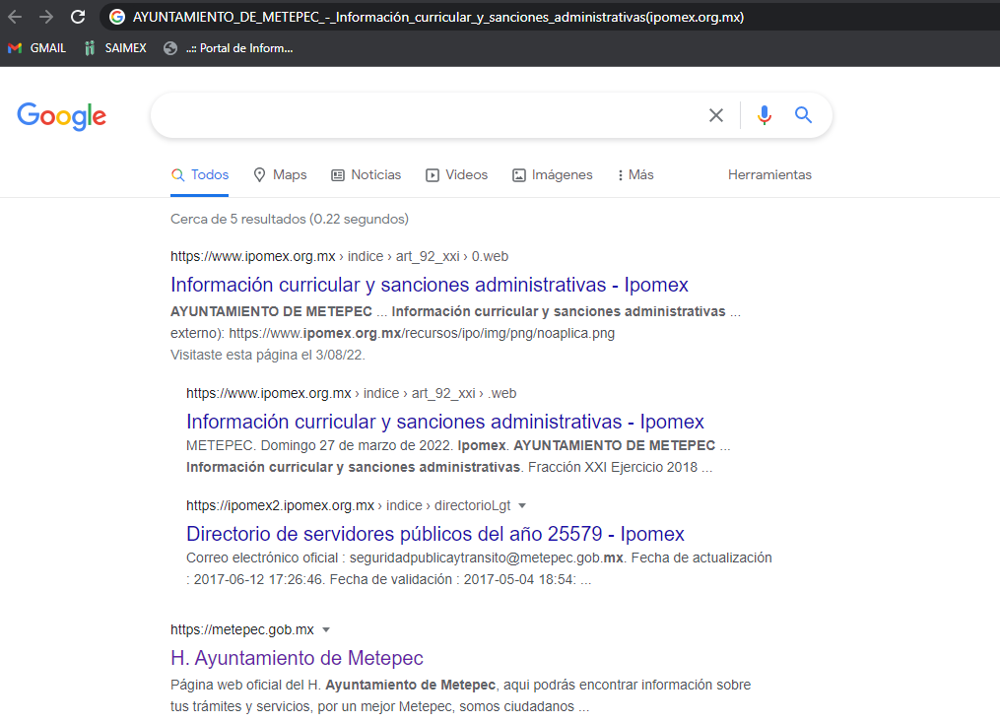 AYUNTAMIENTO_DE_METEPEC_-_Información_curricular_y_sanciones_administrativas(ipomex.org.mx)
GMAIL SAIMEX ..:: Portal de Inform...
Google
Todos Maps Noticias Videos Imágenes Más Herramientas
Cerca de 5 resultados (0.22 segundos)
https://www.ipomex.org.mx › indice › art_92_xxi › 0.web
Información curricular y sanciones administrativas - Ipomex
AYUNTAMIENTO DE METEPEC ... Información curricular y sanciones administrativas ...
externo): https://www.ipomex.org.mx/recursos/ipo/img/png/noaplica.png
Visitaste esta página el 3/08/22.
https://www.ipomex.org.mx › indice › art_92_xxi › .web
Información curricular y sanciones administrativas - Ipomex
METEPEC. Domingo 27 de marzo de 2022. Ipomex. AYUNTAMIENTO DE METEPEC ...
Información curricular y sanciones administrativas. Fracción XXI Ejercicio 2018 ...
https://ipomex2.ipomex.org.mx › indice › directorioLgt
Directorio de servidores públicos del año 25579 - Ipomex
Correo electrónico oficial : seguridadpublicaytransito@metepec.gob.mx. Fecha de actualización
: 2017-06-12 17:26:46. Fecha de validación : 2017-05-04 18:54: ...
https://metepec.gob.mx
H. Ayuntamiento de Metepec
Página web oficial del H. Ayuntamiento de Metepec, aqui podrás encontrar información sobre
tus trámites y servicios, por un mejor Metepec, somos ciudadanos ...